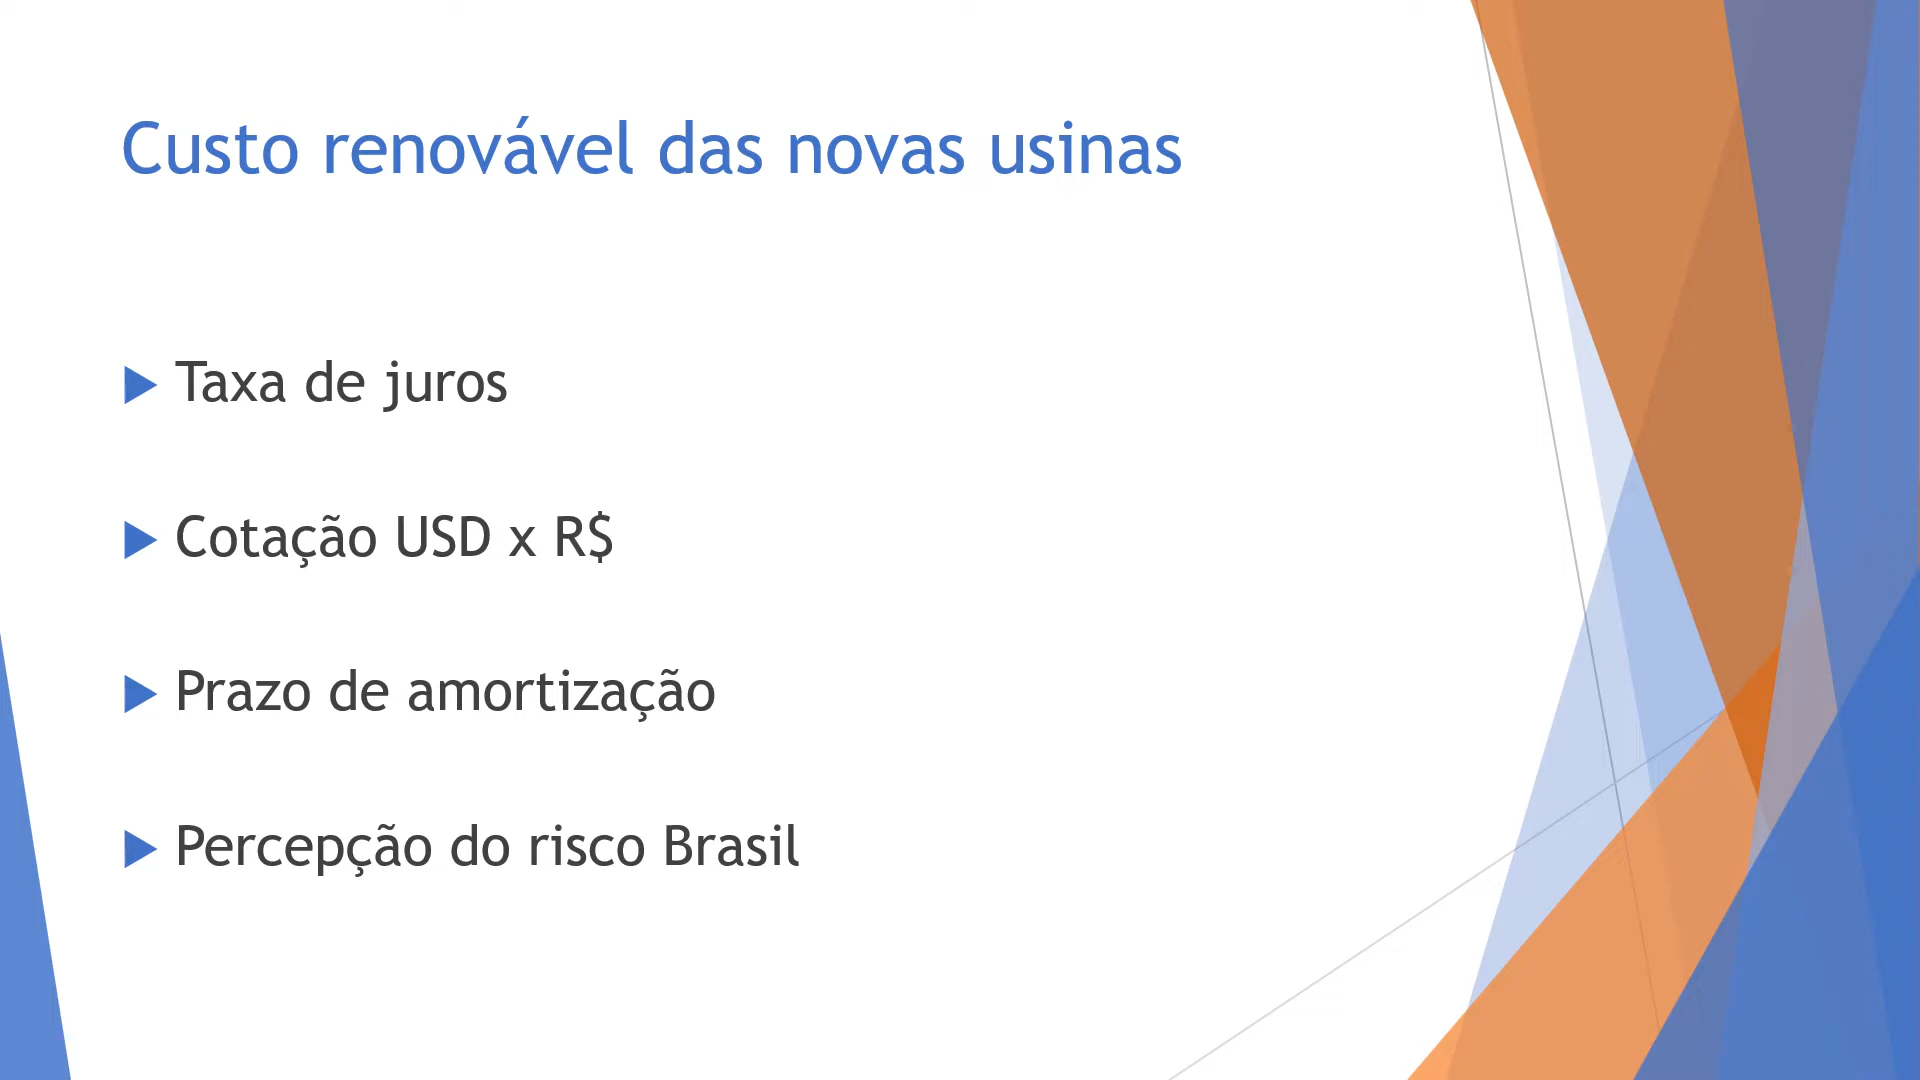 Custo renovável das novas usinas
Taxa de juros
Cotação USD x R$
Prazo de amortização
Percepção do risco Brasil